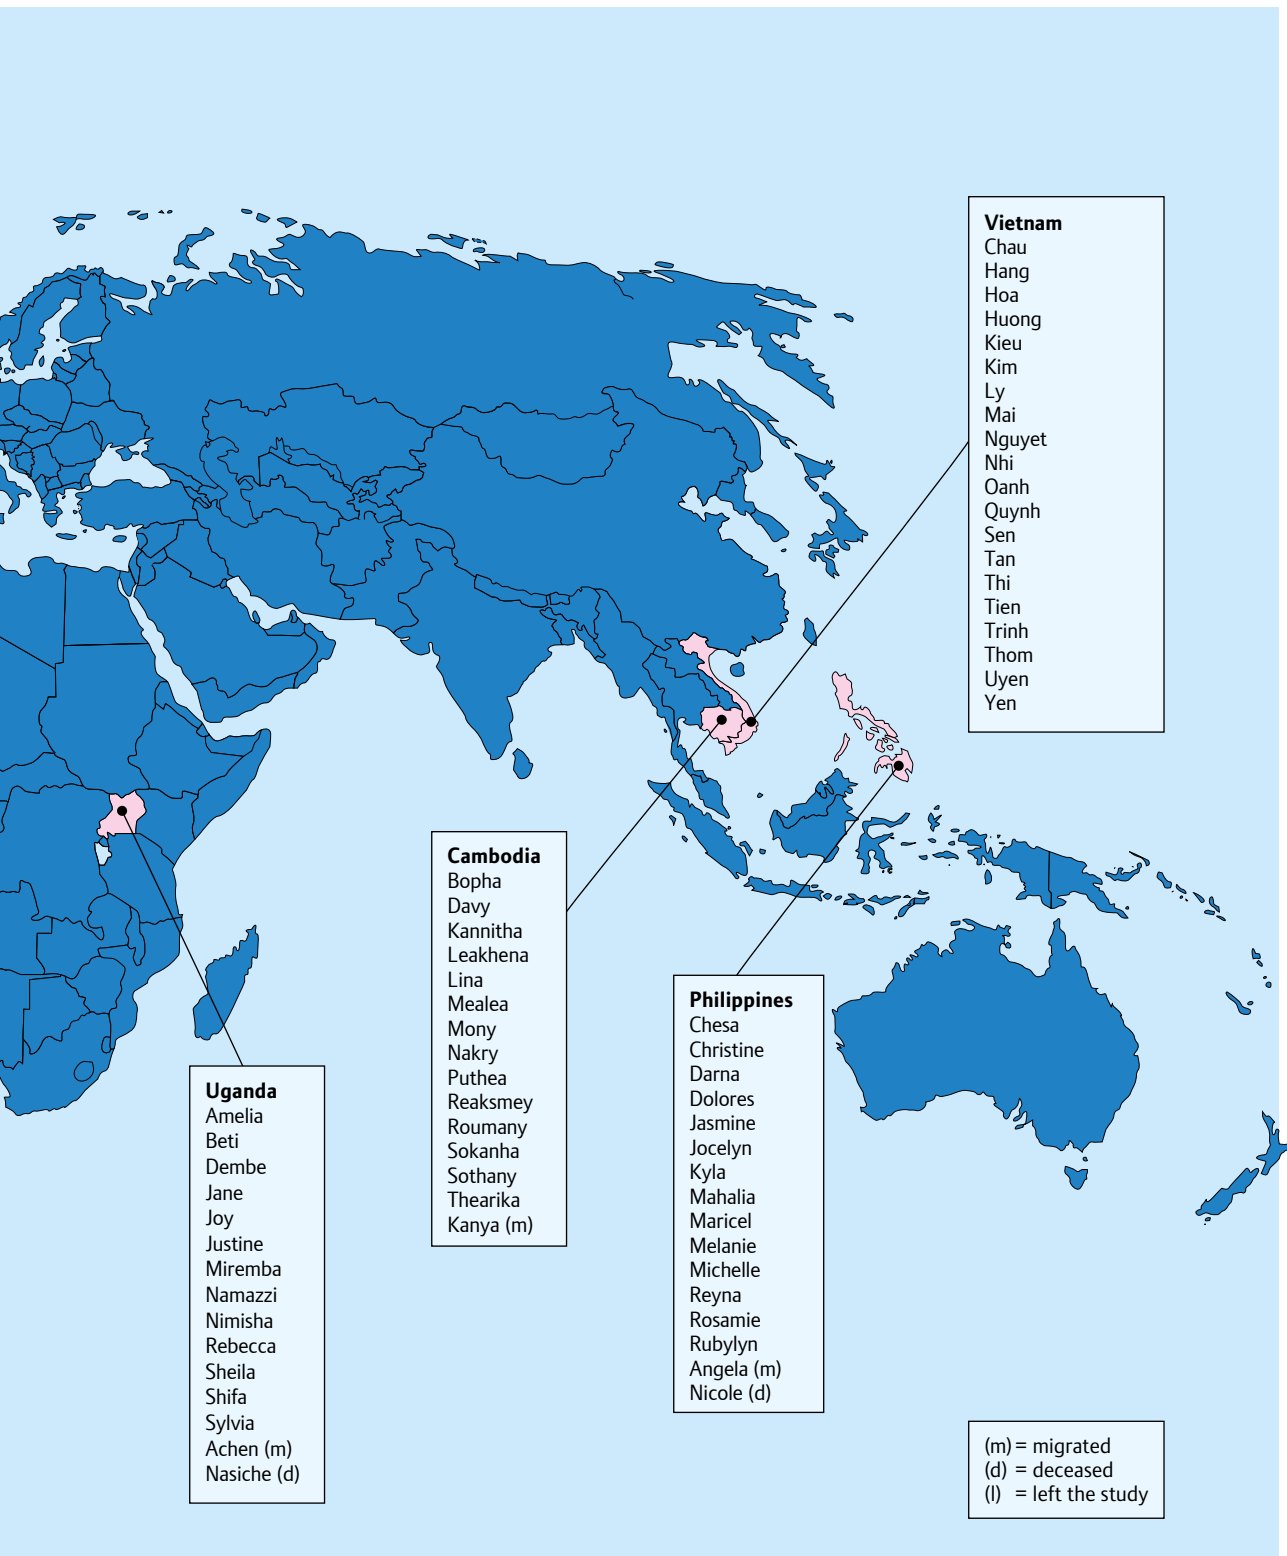 Vietnam
Chau
Hang
Hoa
Huong
Kieu
Kim
Ly
Mai
Nguyet
Nhi
Oanh
Quynh
Sen
Tan
Thi
Tien
Trinh
Thom
Uyen
Yen
Cambodia
Bopha
Davy
Kannitha
Leakhena
Lina
Mealea
Mony
Nakry
Puthea
Reaksmey
Roumany
Sokanha
Sothany
Thearika
Kanya (m)
Philippines
Chesa
Christine
Darna
Dolores
Jasmine
Jocelyn
Kyla
Mahalia
Maricel
Melanie
Michelle
Reyna
Rosamie
Rubylyn
Angela (m)
Nicole (d)
Uganda
Amelia
Beti
Dembe
Jane
Joy
Justine
Miremba
Namazzi
Nimisha
Rebecca
Sheila
Shifa
Sylvia
Achen (m)
Nasiche (d)
(m) = migrated
(d) = deceased
(l) = left the study